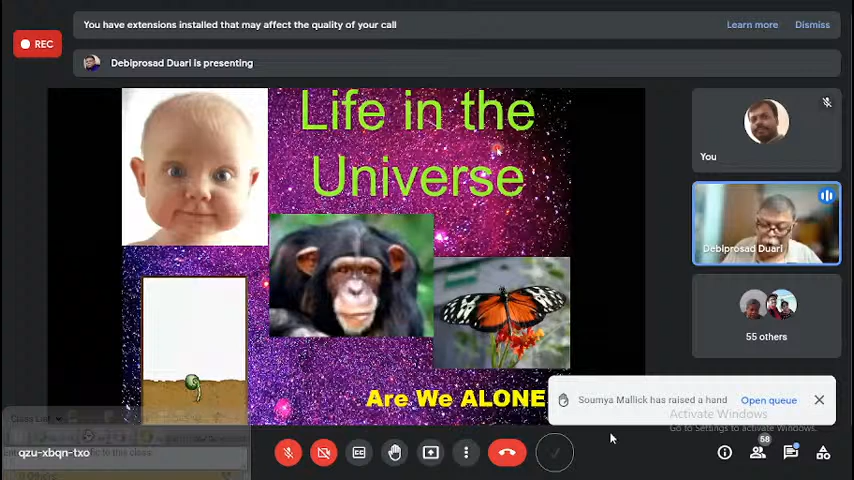 You have extensions installed that may affect the quality of your call
Learn more
Dismiss
REC
Debiprosad Duari is presenting
Life in the
Universe
You
Debiprosad Duari
55 others
Are We ALONE
Soumya Mallick has raised a hand
Open queue
Activate Windows
Go to Settings to activate Windows.
Class List
qzu-xbqn-txo
58